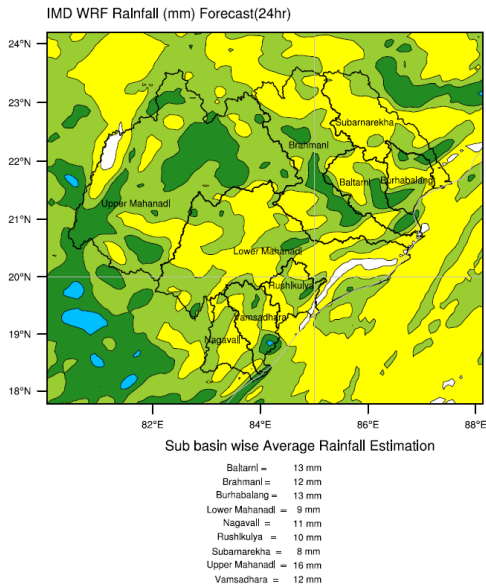 IMD WRF Rainfall (mm) Forecast(24hr)
24°N
23°N
Subarnarekha
Brahmani
22°N
Baitarni Burhabalang
Upper Mahanadi
21°N
Lower Mahanadi
20°N
Rushikulya
Vamsadhara
19°N
Nagavali
18°N
82°E 84°E 86°E 88°E
Sub basin wise Average Rainfall Estimation
Baitarni = 13 mm
Brahmani = 12 mm
Burhabalang = 13 mm
Lower Mahanadi = 9 mm
Nagavali = 11 mm
Rushikulya = 10 mm
Subarnarekha = 8 mm
Upper Mahanadi = 16 mm
Vamsadhara = 12 mm